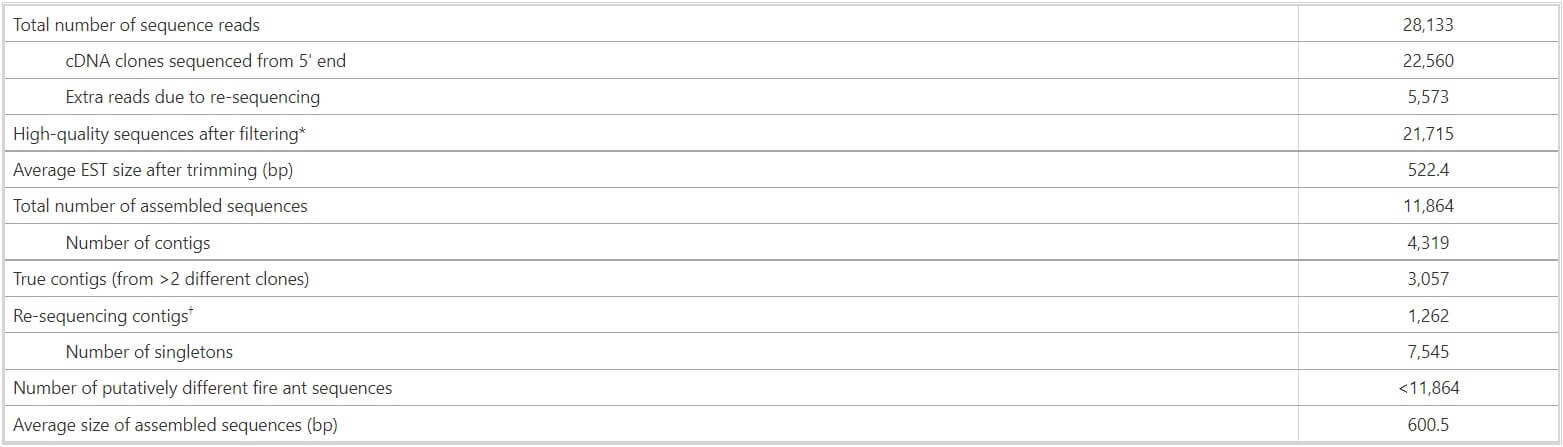 Total number of sequence reads 28,133
cDNA clones sequenced from 5' end 22,560
Extra reads due to re-sequencing 5,573
High-quality sequences after filtering* 21,715
Average EST size after trimming (bp) 522.4
Total number of assembled sequences 11,864
Number of contigs 4,319
True contigs (from >2 different clones) 3,057
Re-sequencing contigs† 1,262
Number of singletons 7,545
Number of putatively different fire ant sequences <11,864
Average size of assembled sequences (bp) 600.5